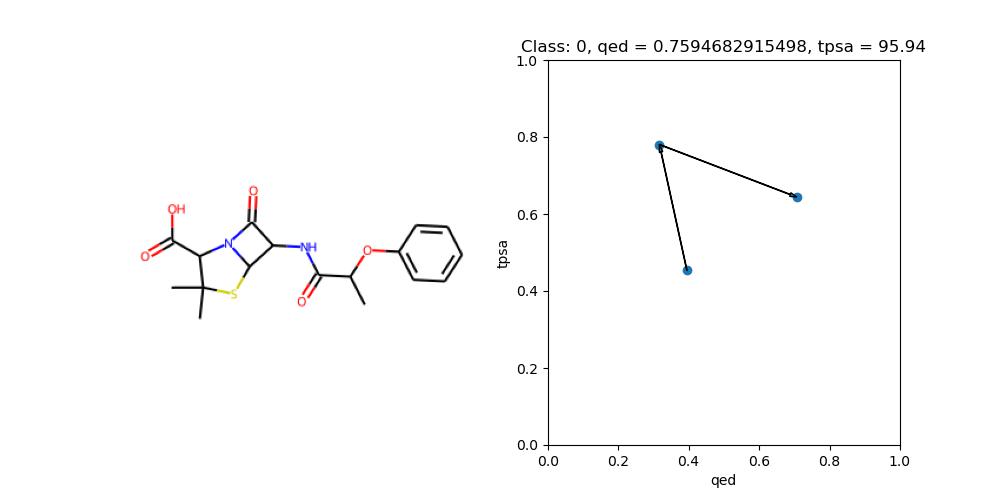 Class: 0, qed = 0.7594682915498, tpsa = 95.94
1.0
0.8
0.6
0.4
0.2
0.0
tpsa
0.0 0.2 0.4 0.6 0.8 1.0
qed
O
OH
O
N
NH
O
O
S
O